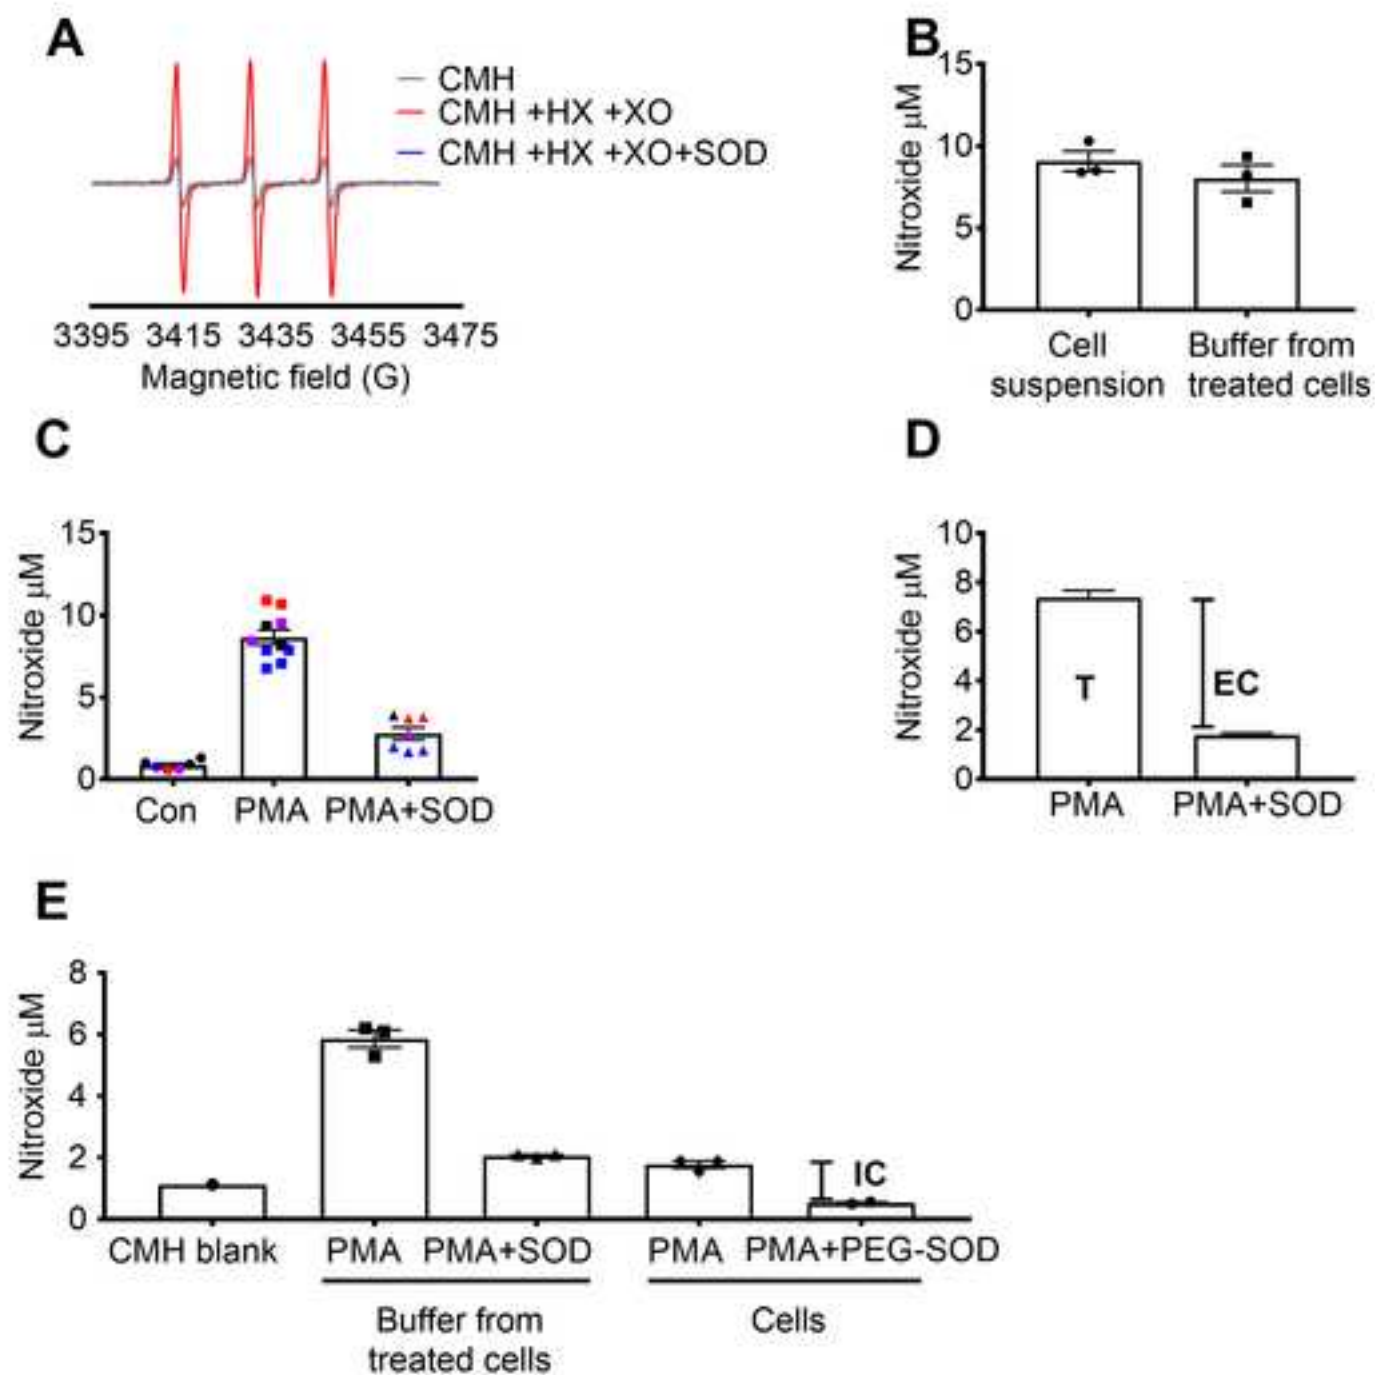 A
CMH
CMH +HX +XO
CMH +HX +XO+SOD
3395 3415 3435 3455 3475
Magnetic field (G)
B
Nitroxide μM
15
10
5
0
Cell
suspension
Buffer from
treated cells
C
Nitroxide μM
15
10
5
0
Con PMA PMA+SOD
D
Nitroxide μM
10
8
6
4
2
0
T
EC
PMA PMA+SOD
E
Nitroxide μM
8
6
4
2
0
IC
CMH blank PMA PMA+SOD PMA PMA+PEG-SOD
Buffer from
treated cells
Cells